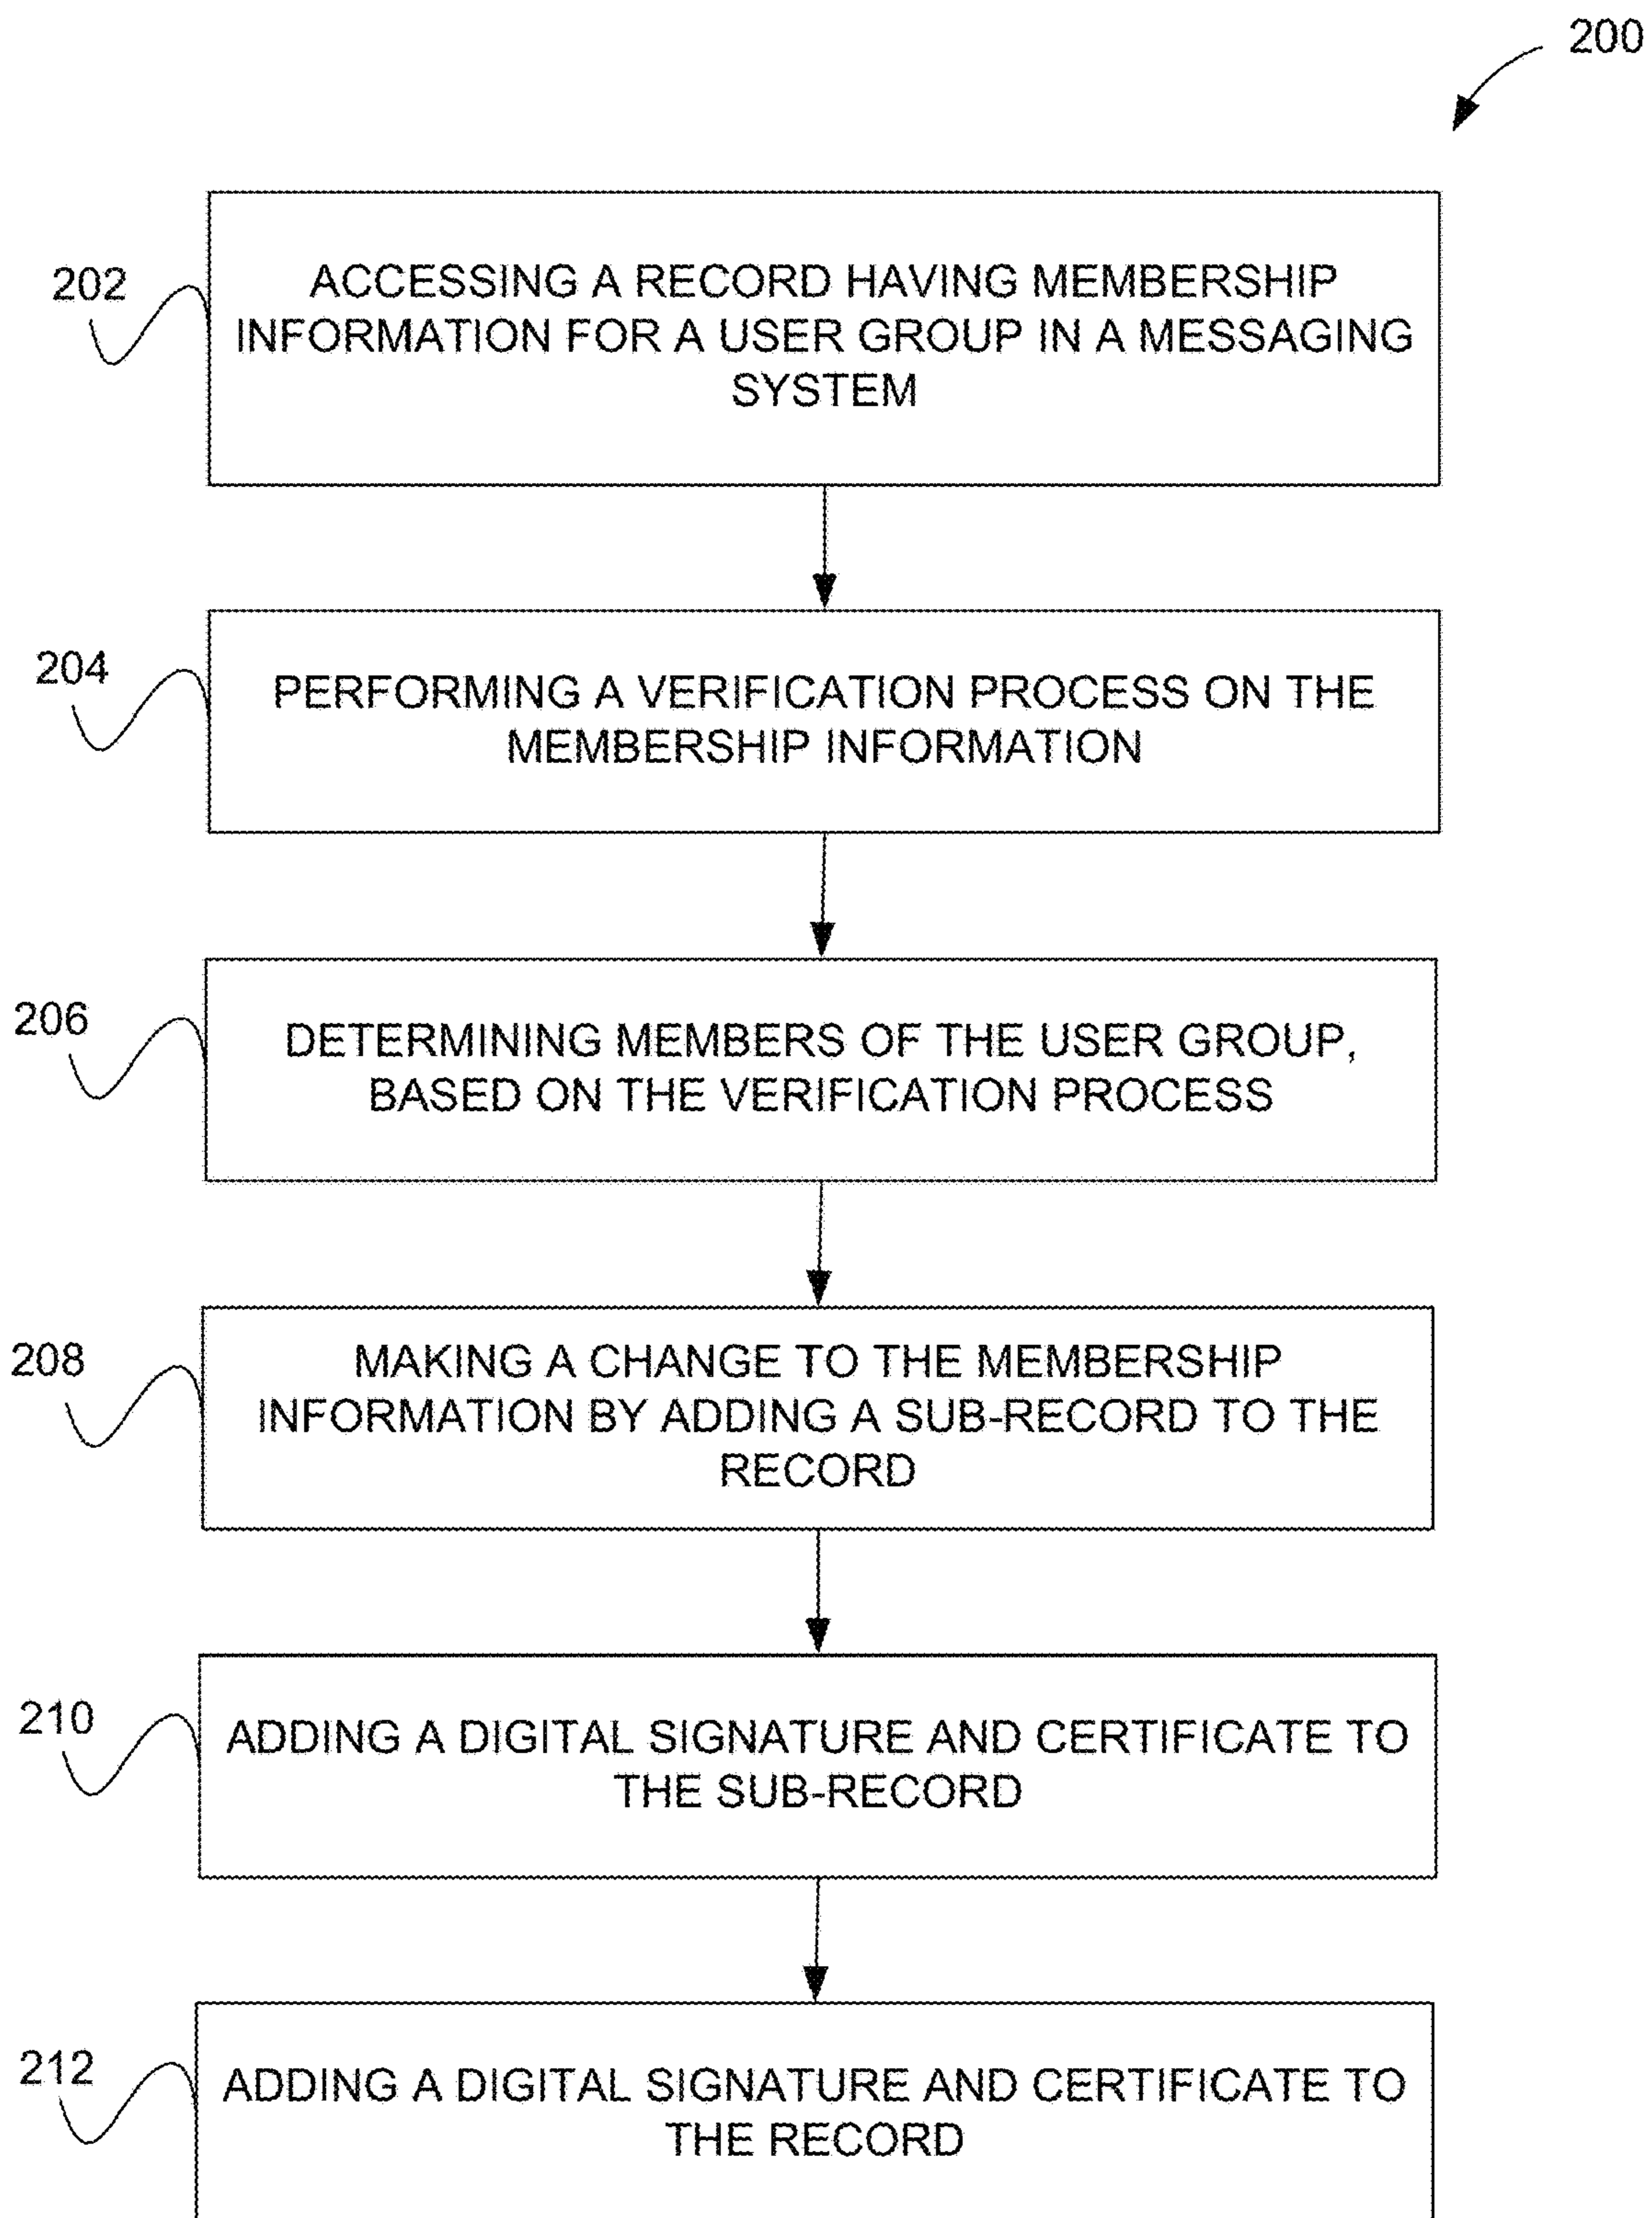 200
202
ACCESSING A RECORD HAVING MEMBERSHIP
INFORMATION FOR A USER GROUP IN A MESSAGING
SYSTEM
204
PERFORMING A VERIFICATION PROCESS ON THE
MEMBERSHIP INFORMATION
206
DETERMINING MEMBERS OF THE USER GROUP,
BASED ON THE VERIFICATION PROCESS
208
MAKING A CHANGE TO THE MEMBERSHIP
INFORMATION BY ADDING A SUB-RECORD TO THE
RECORD
210
ADDING A DIGITAL SIGNATURE AND CERTIFICATE TO
THE SUB-RECORD
212
ADDING A DIGITAL SIGNATURE AND CERTIFICATE TO
THE RECORD